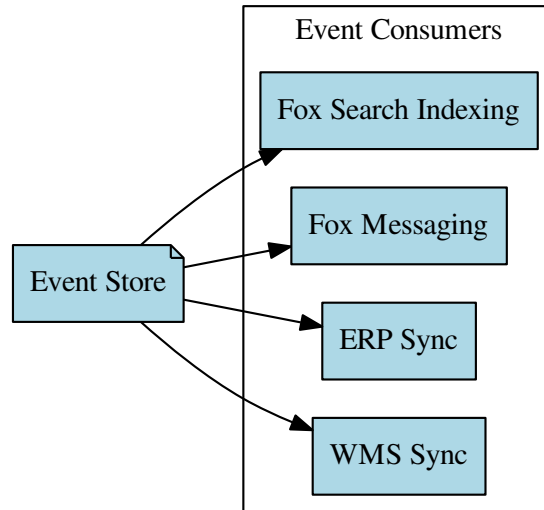 Event Consumers
Fox Search Indexing
Fox Messaging
Event Store
ERP Sync
WMS Sync